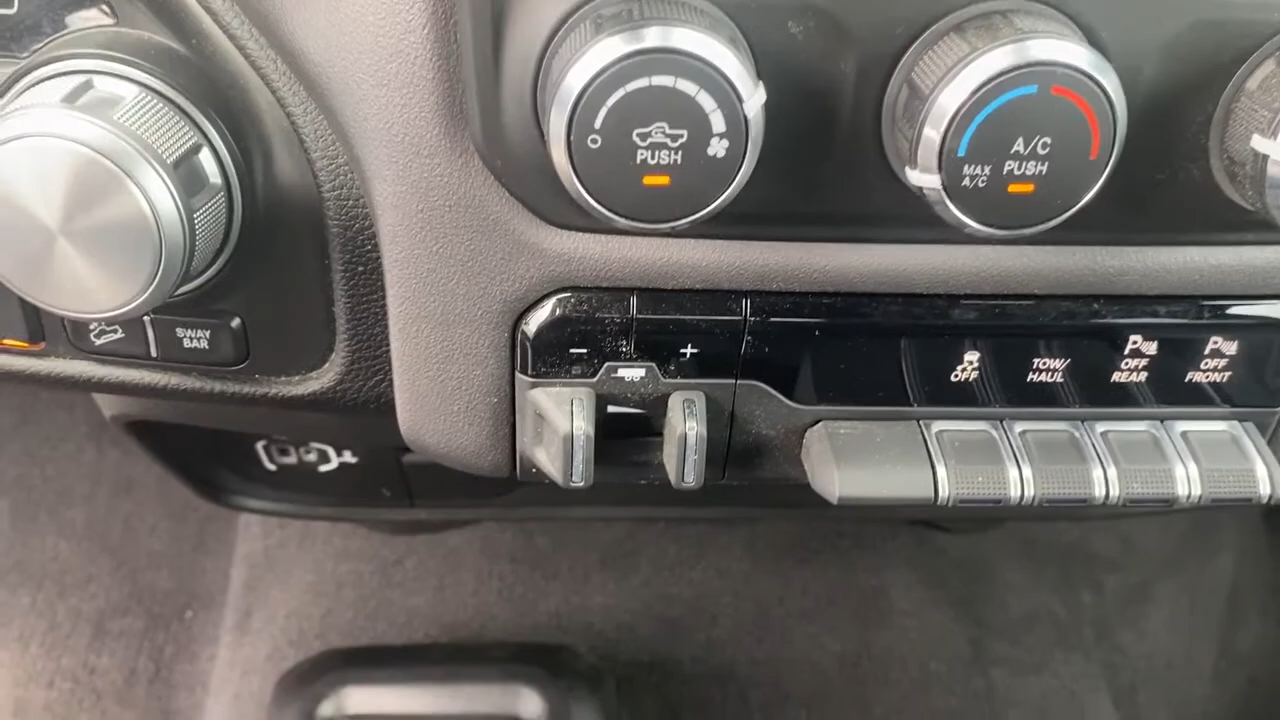 PUSH
A/C
PUSH
MAX
A/C
SWAY
BAR
-
+
OFF
TOW/
HAUL
P
OFF
REAR
P
OFF
FRONT